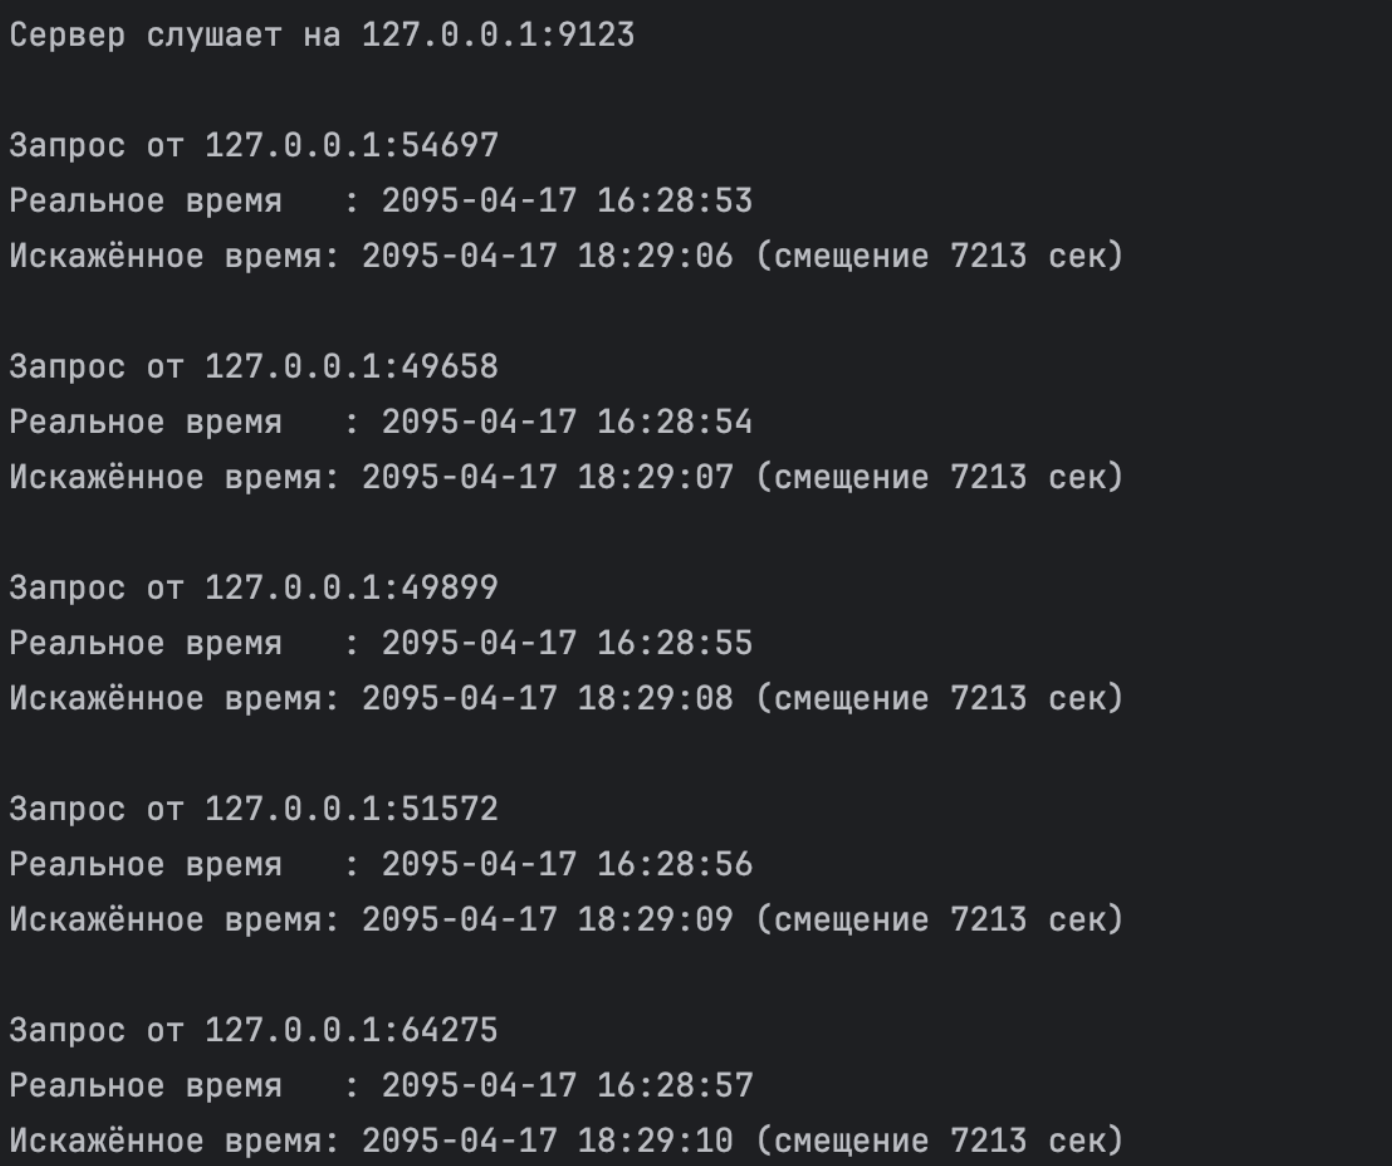 Сервер слушает на 127.0.0.1:9123
Запрос от 127.0.0.1:54697
Реальное время   : 2095-04-17 16:28:53
Искажённое время: 2095-04-17 18:29:06 (смещение 7213 сек)
Запрос от 127.0.0.1:49658
Реальное время   : 2095-04-17 16:28:54
Искажённое время: 2095-04-17 18:29:07 (смещение 7213 сек)
Запрос от 127.0.0.1:49899
Реальное время   : 2095-04-17 16:28:55
Искажённое время: 2095-04-17 18:29:08 (смещение 7213 сек)
Запрос от 127.0.0.1:51572
Реальное время   : 2095-04-17 16:28:56
Искажённое время: 2095-04-17 18:29:09 (смещение 7213 сек)
Запрос от 127.0.0.1:64275
Реальное время   : 2095-04-17 16:28:57
Искажённое время: 2095-04-17 18:29:10 (смещение 7213 сек)